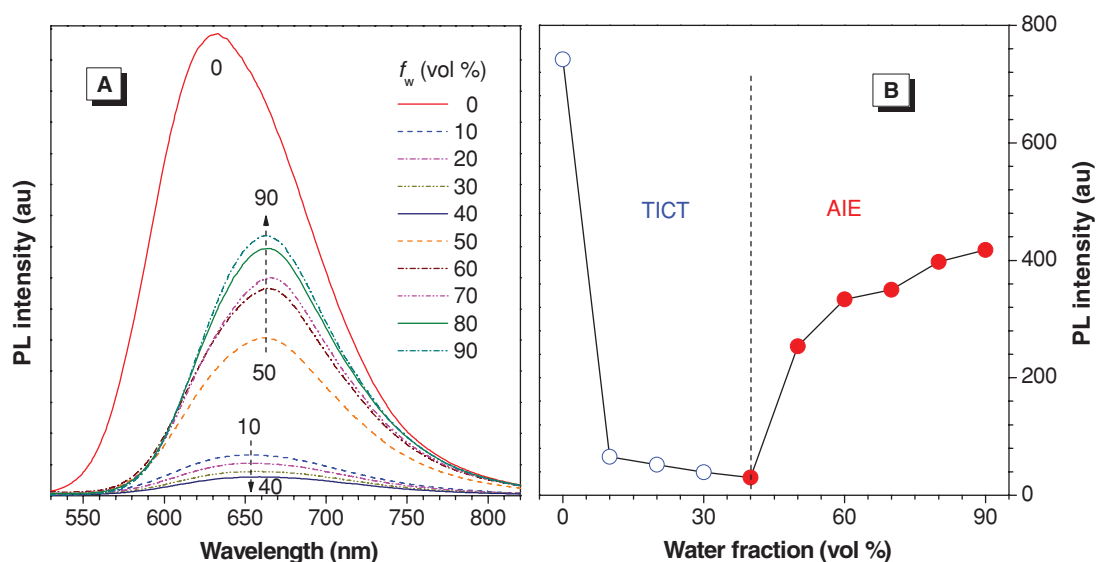 A
0
f_w (vol %)
0
10
20
30
40
50
60
70
80
90
90
50
10
40
PL intensity (au)
550 600 650 700 750 800
Wavelength (nm)
B
TICT
AIE
800
600
400
200
0
PL intensity (au)
0 30 60 90
Water fraction (vol %)